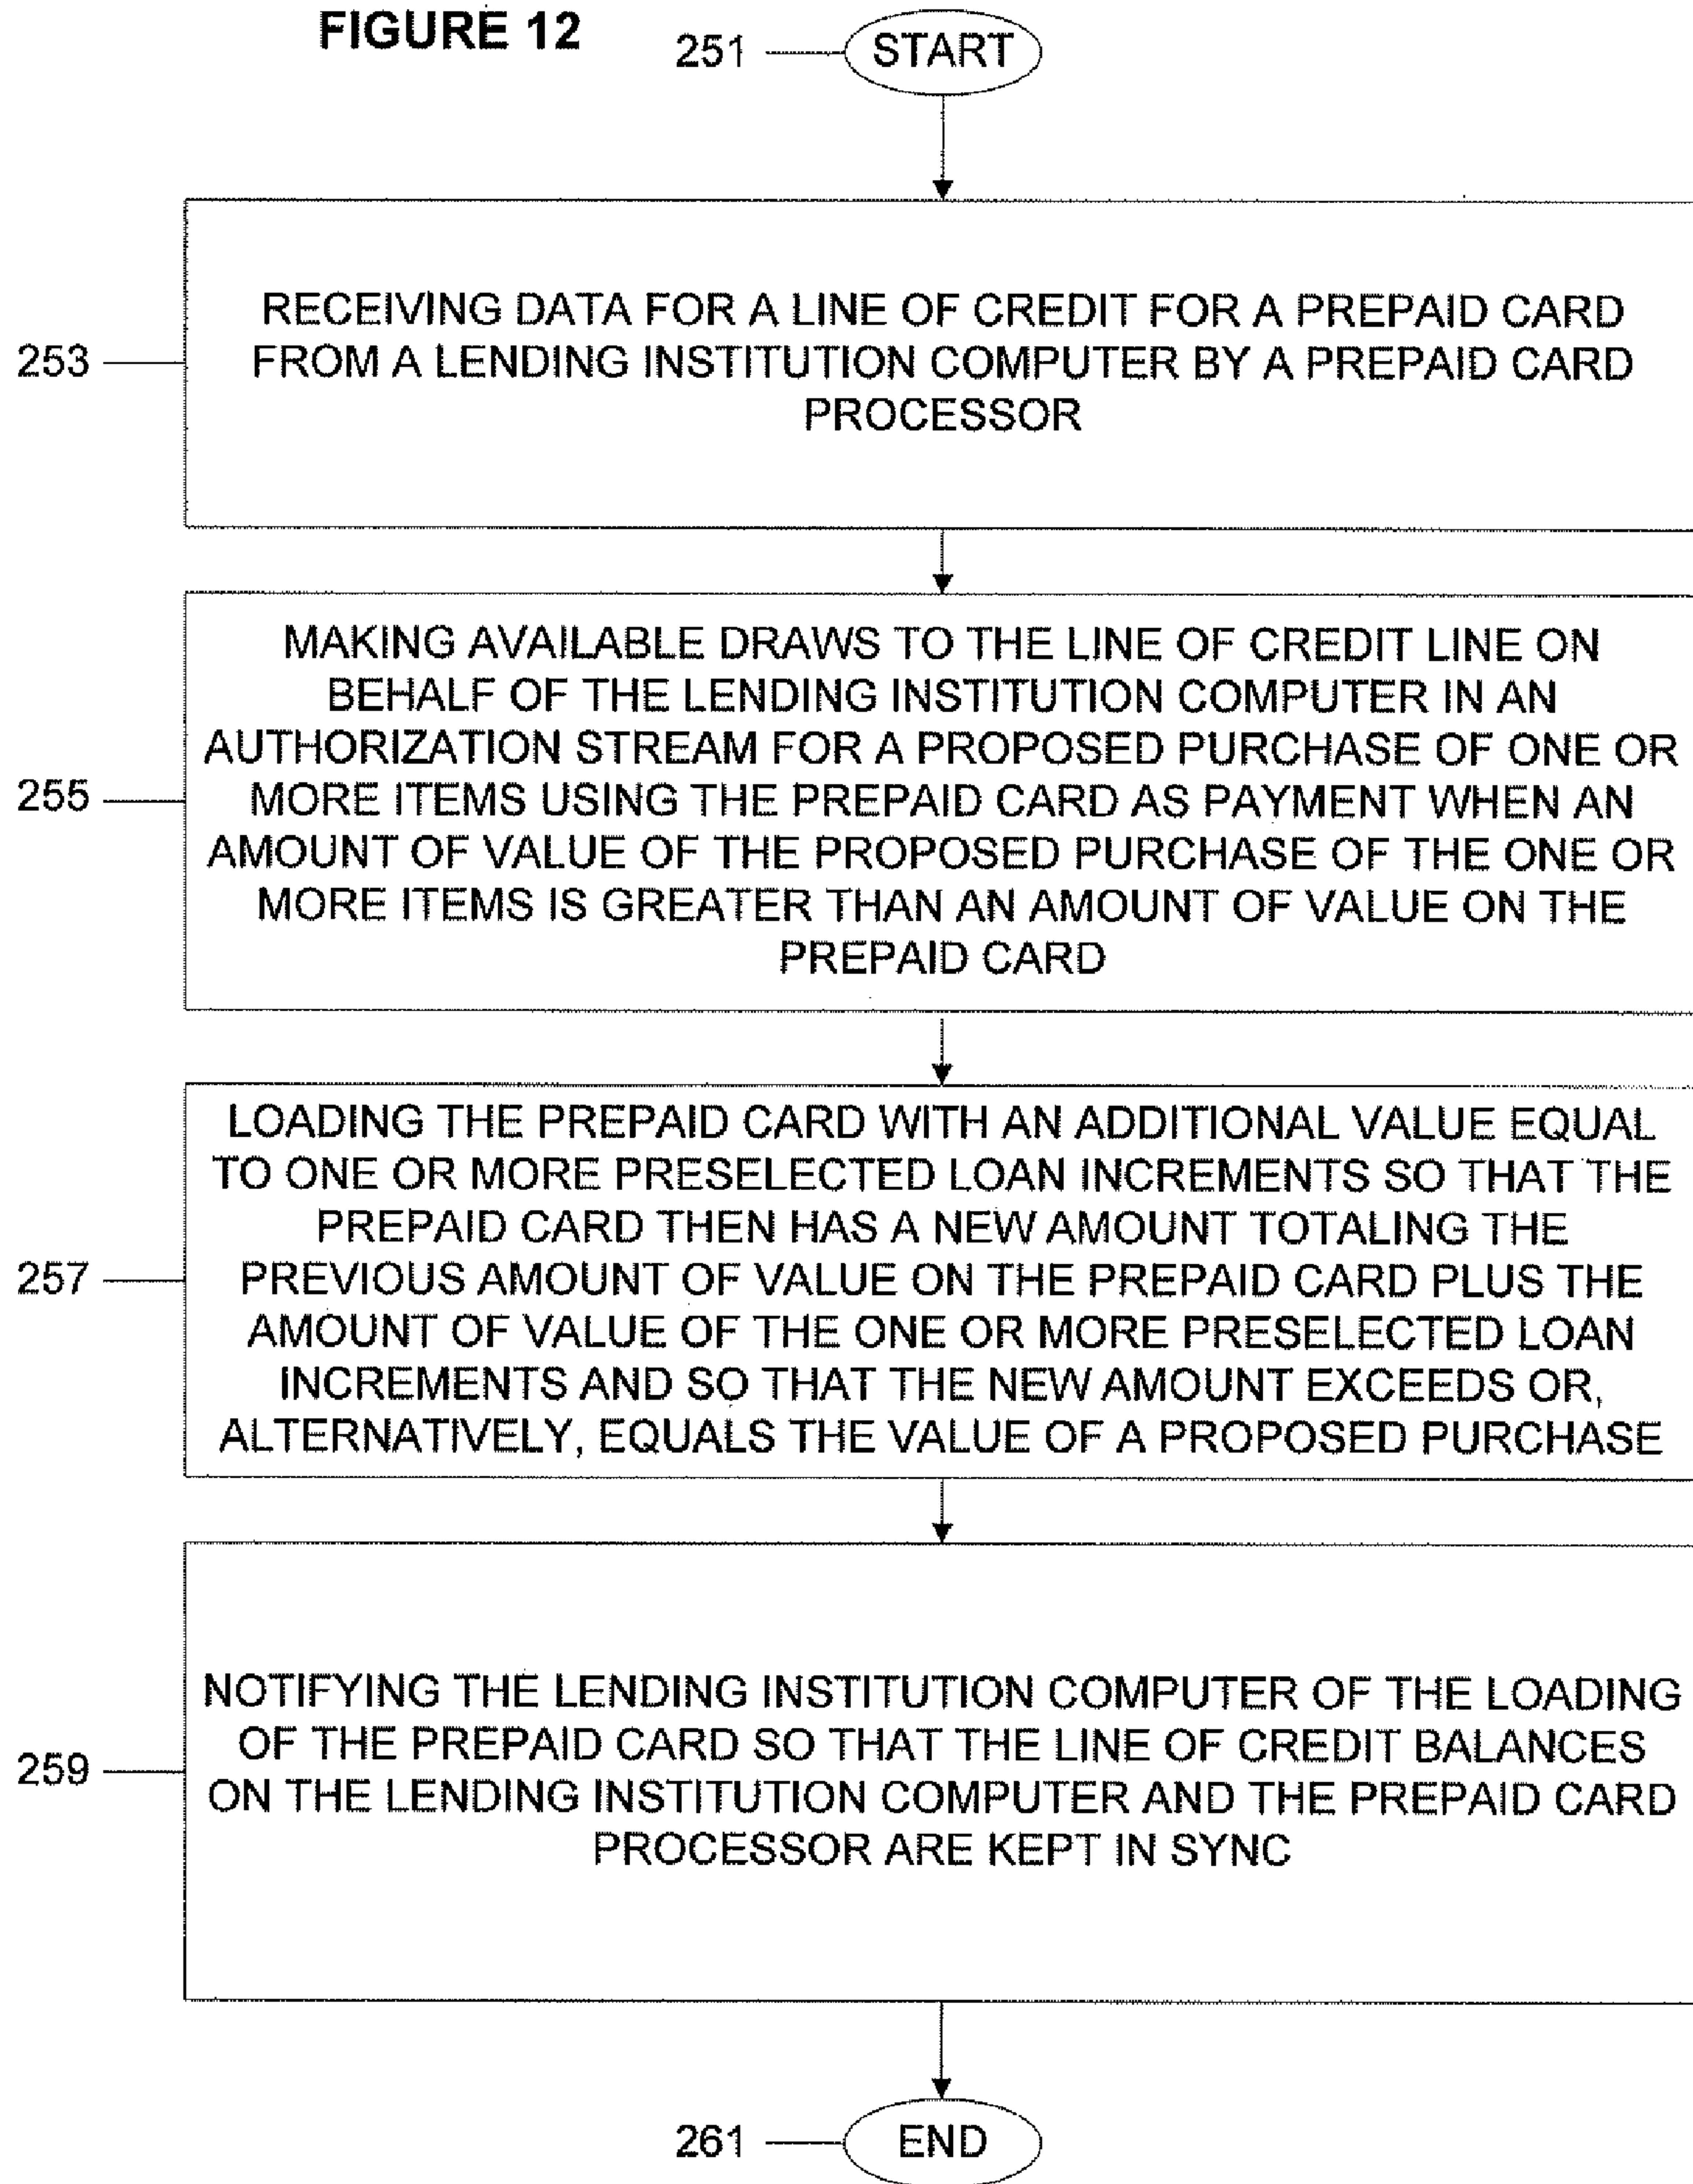 FIGURE 12
251
START
253
RECEIVING DATA FOR A LINE OF CREDIT FOR A PREPAID CARD
FROM A LENDING INSTITUTION COMPUTER BY A PREPAID CARD
PROCESSOR
255
MAKING AVAILABLE DRAWS TO THE LINE OF CREDIT LINE ON
BEHALF OF THE LENDING INSTITUTION COMPUTER IN AN
AUTHORIZATION STREAM FOR A PROPOSED PURCHASE OF ONE OR
MORE ITEMS USING THE PREPAID CARD AS PAYMENT WHEN AN
AMOUNT OF VALUE OF THE PROPOSED PURCHASE OF THE ONE OR
MORE ITEMS IS GREATER THAN AN AMOUNT OF VALUE ON THE
PREPAID CARD
257
LOADING THE PREPAID CARD WITH AN ADDITIONAL VALUE EQUAL
TO ONE OR MORE PRESELECTED LOAN INCREMENTS SO THAT THE
PREPAID CARD THEN HAS A NEW AMOUNT TOTALING THE
PREVIOUS AMOUNT OF VALUE ON THE PREPAID CARD PLUS THE
AMOUNT OF VALUE OF THE ONE OR MORE PRESELECTED LOAN
INCREMENTS AND SO THAT THE NEW AMOUNT EXCEEDS OR,
ALTERNATIVELY, EQUALS THE VALUE OF A PROPOSED PURCHASE
259
NOTIFYING THE LENDING INSTITUTION COMPUTER OF THE LOADING
OF THE PREPAID CARD SO THAT THE LINE OF CREDIT BALANCES
ON THE LENDING INSTITUTION COMPUTER AND THE PREPAID CARD
PROCESSOR ARE KEPT IN SYNC
261
END